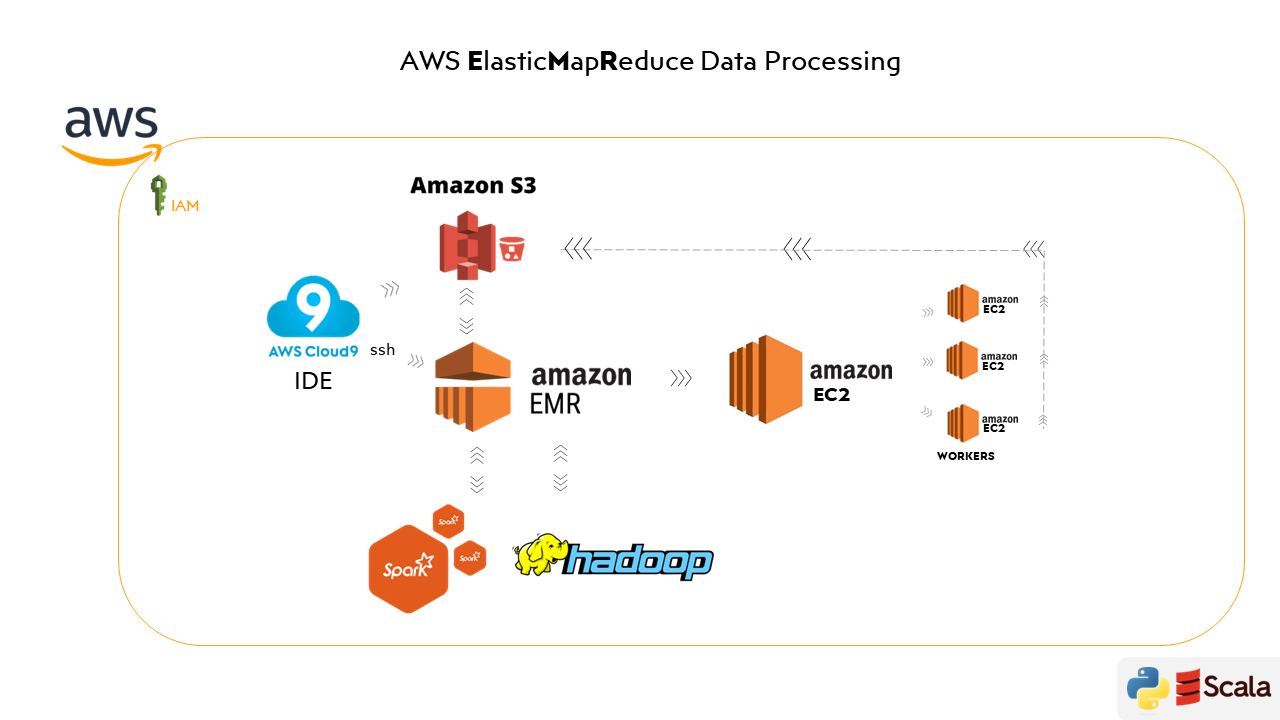 AWS ElasticMapReduce Data Processing
aws
IAM
Amazon S3
9
AWS Cloud9
IDE
ssh
amazon
EMR
amazon
EC2
amazon
EC2
amazon
EC2
amazon
EC2
WORKERS
Spark
Spark
Spark
hadoop
Scala